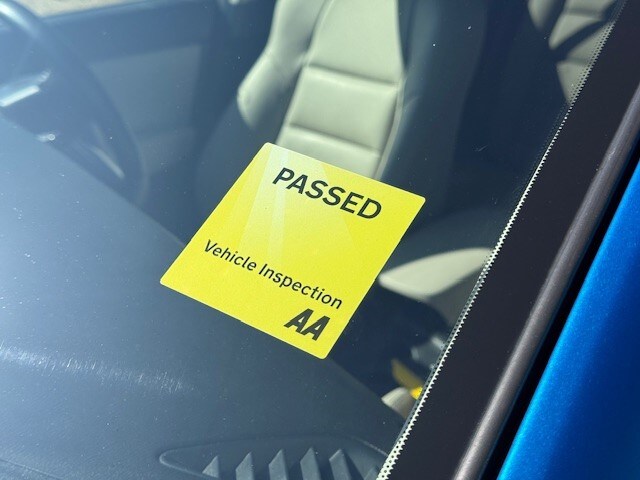 PASSED
Vehicle Inspection
AA